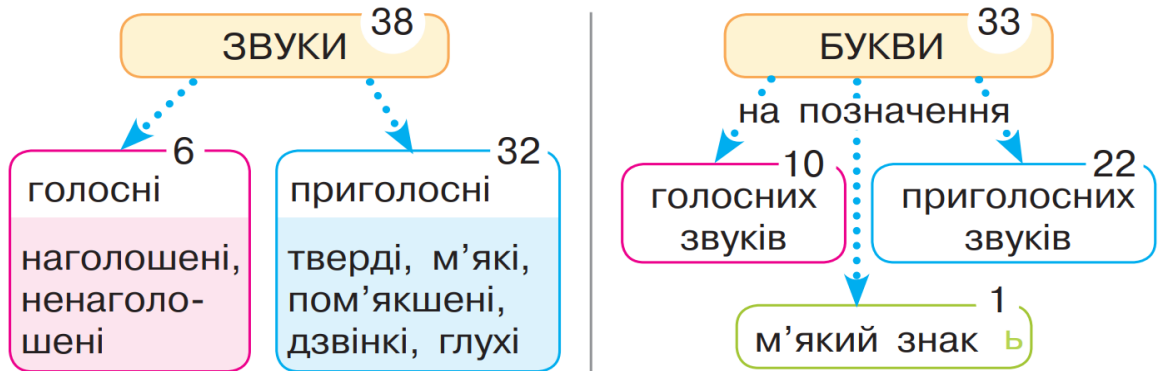 ЗВУКИ 38
6
голосні
наголошені,
ненаголо-
шені
32
приголосні
тверді, м’які,
пом’якшені,
дзвінкі, глухі
БУКВИ 33
на позначення
10
голосних
звуків
22
приголосних
звуків
1
м’який знак ь